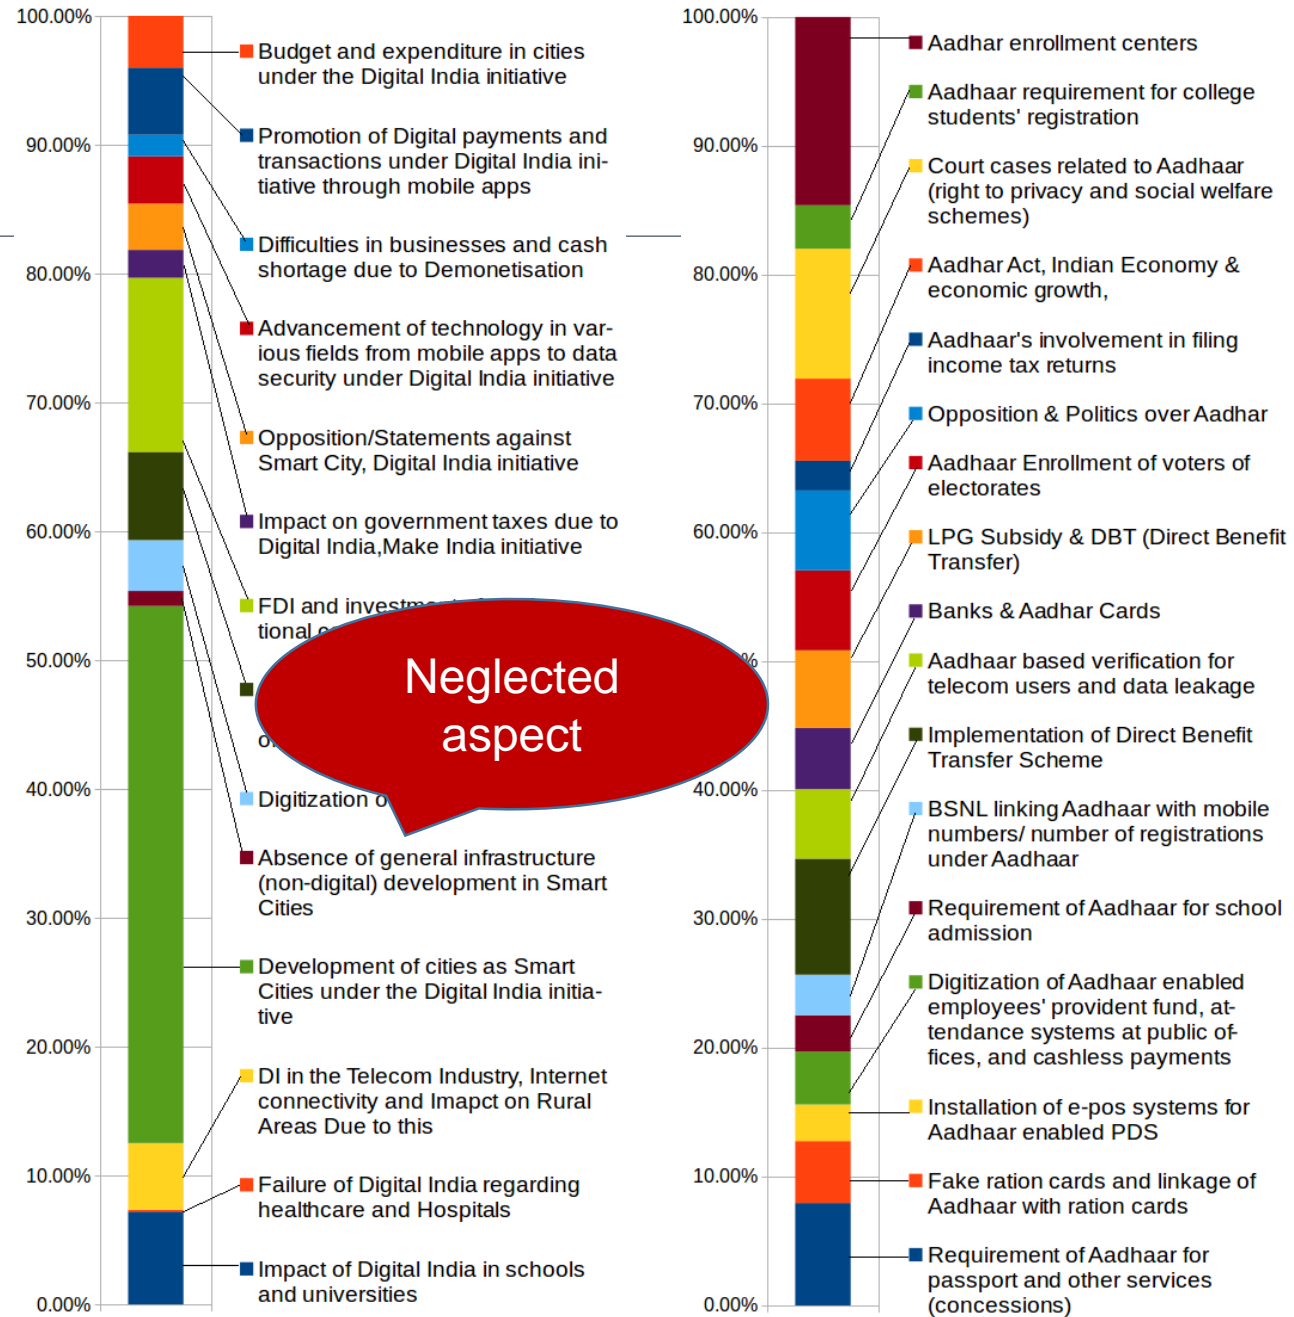 100.00%
90.00%
80.00%
70.00%
60.00%
50.00%
40.00%
30.00%
20.00%
10.00%
0.00%
Budget and expenditure in cities
under the Digital India initiative
Promotion of Digital payments and
transactions under Digital India ini-
tiative through mobile apps
Difficulties in businesses and cash
shortage due to Demonetisation
Advancement of technology in var-
ious fields from mobile apps to data
security under Digital India initiative
Opposition/Statements against
Smart City, Digital India initiative
Impact on government taxes due to
Digital India,Make India initiative
FDI and
tional
Digitization
Absence of general infrastructure
(non-digital) development in Smart
Cities
Development of cities as Smart
Cities under the Digital India initia-
tive
DI in the Telecom Industry, Internet
connectivity and Imapct on Rural
Areas Due to this
Failure of Digital India regarding
healthcare and Hospitals
Impact of Digital India in schools
and universities
Neglected
aspect
100.00%
90.00%
80.00%
70.00%
60.00%
%
40.00%
30.00%
20.00%
10.00%
0.00%
Aadhar enrollment centers
Aadhaar requirement for college
students' registration
Court cases related to Aadhaar
(right to privacy and social welfare
schemes)
Aadhar Act, Indian Economy &
economic growth,
Aadhaar's involvement in filing
income tax returns
Opposition & Politics over Aadhar
Aadhaar Enrollment of voters of
electorates
LPG Subsidy & DBT (Direct Benefit
Transfer)
Banks & Aadhar Cards
Aadhaar based verification for
telecom users and data leakage
Implementation of Direct Benefit
Transfer Scheme
BSNL linking Aadhaar with mobile
numbers/ number of registrations
under Aadhaar
Requirement of Aadhaar for school
admission
Digitization of Aadhaar enabled
employees' provident fund, at-
tendance systems at public of-
fices, and cashless payments
Installation of e-pos systems for
Aadhaar enabled PDS
Fake ration cards and linkage of
Aadhaar with ration cards
Requirement of Aadhaar for
passport and other services
(concessions)